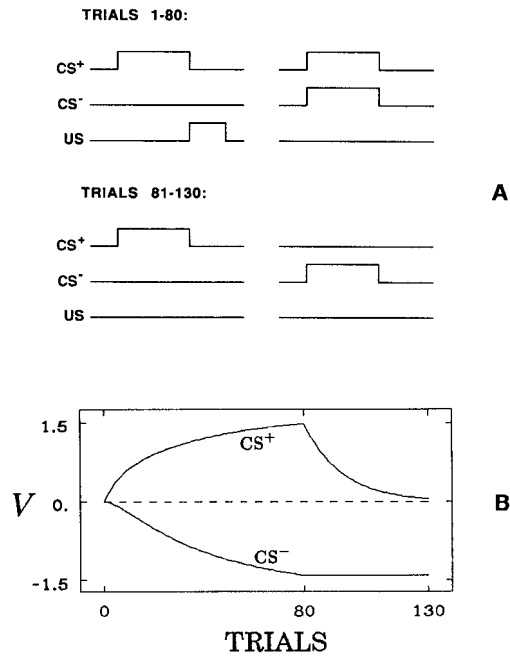 TRIALS 1-80:
CS+
CS-
US
A
TRIALS 81-130:
CS+
CS-
US
1.5
CS+
V
0.
B
CS-
-1.5
0
80
130
TRIALS